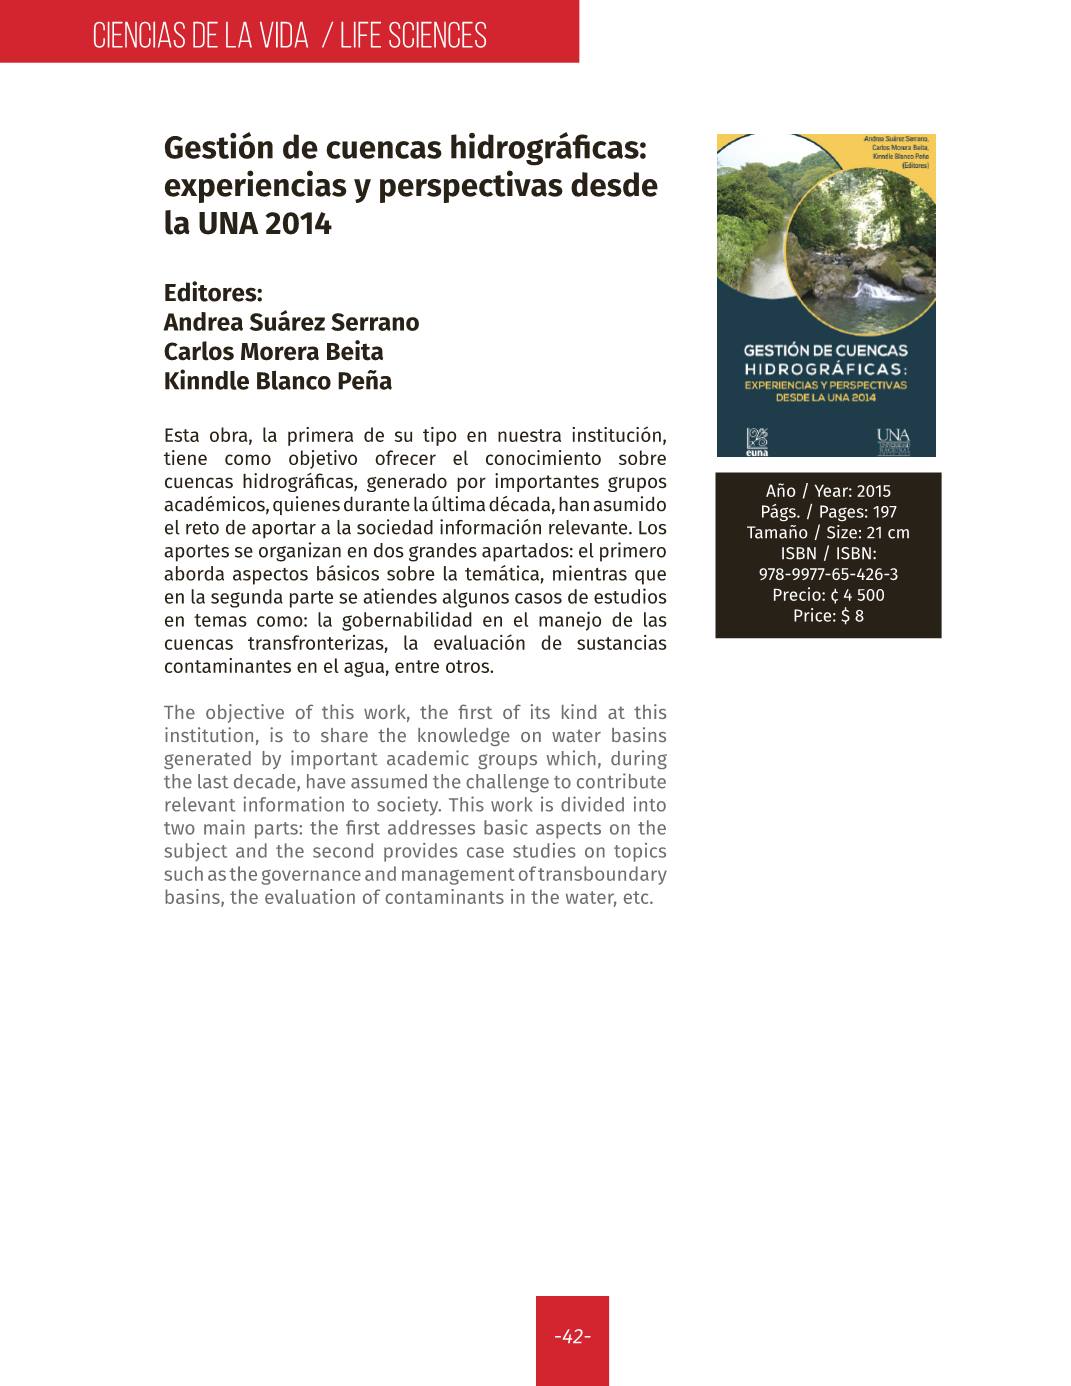 CIENCIAS DE LA VIDA / LIFE SCIENCES
Gestión de cuencas hidrográficas:
experiencias y perspectivas desde
la UNA 2014
Editores:
Andrea Suárez Serrano
Carlos Morera Beita
Kinndle Blanco Peña
Esta obra, la primera de su tipo en nuestra institución,
tiene como objetivo ofrecer el conocimiento sobre
cuencas hidrográficas, generado por importantes grupos
académicos, quienes durante la última década, han asumido
el reto de aportar a la sociedad información relevante. Los
aportes se organizan en dos grandes apartados: el primero
aborda aspectos básicos sobre la temática, mientras que
en la segunda parte se atiendes algunos casos de estudios
en temas como: la gobernabilidad en el manejo de las
cuencas transfronterizas, la evaluación de sustancias
contaminantes en el agua, entre otros.
The objective of this work, the first of its kind at this
institution, is to share the knowledge on water basins
generated by important academic groups which, during
the last decade, have assumed the challenge to contribute
relevant information to society. This work is divided into
two main parts: the first addresses basic aspects on the
subject and the second provides case studies on topics
such as the governance and management of transboundary
basins, the evaluation of contaminants in the water, etc.
Andrea Suárez Serrano,
Carlos Morera Beita,
Kinndle Blanco Peña
(Editores)
GESTIÓN DE CUENCAS
HIDROGRÁFICAS:
EXPERIENCIAS Y PERSPECTIVAS
DESDE LA UNA 2014
euna
UNA
Año / Year: 2015
Págs. / Pages: 197
Tamaño / Size: 21 cm
ISBN / ISBN:
978-9977-65-426-3
Precio: ¢ 4 500
Price: $ 8
-42-